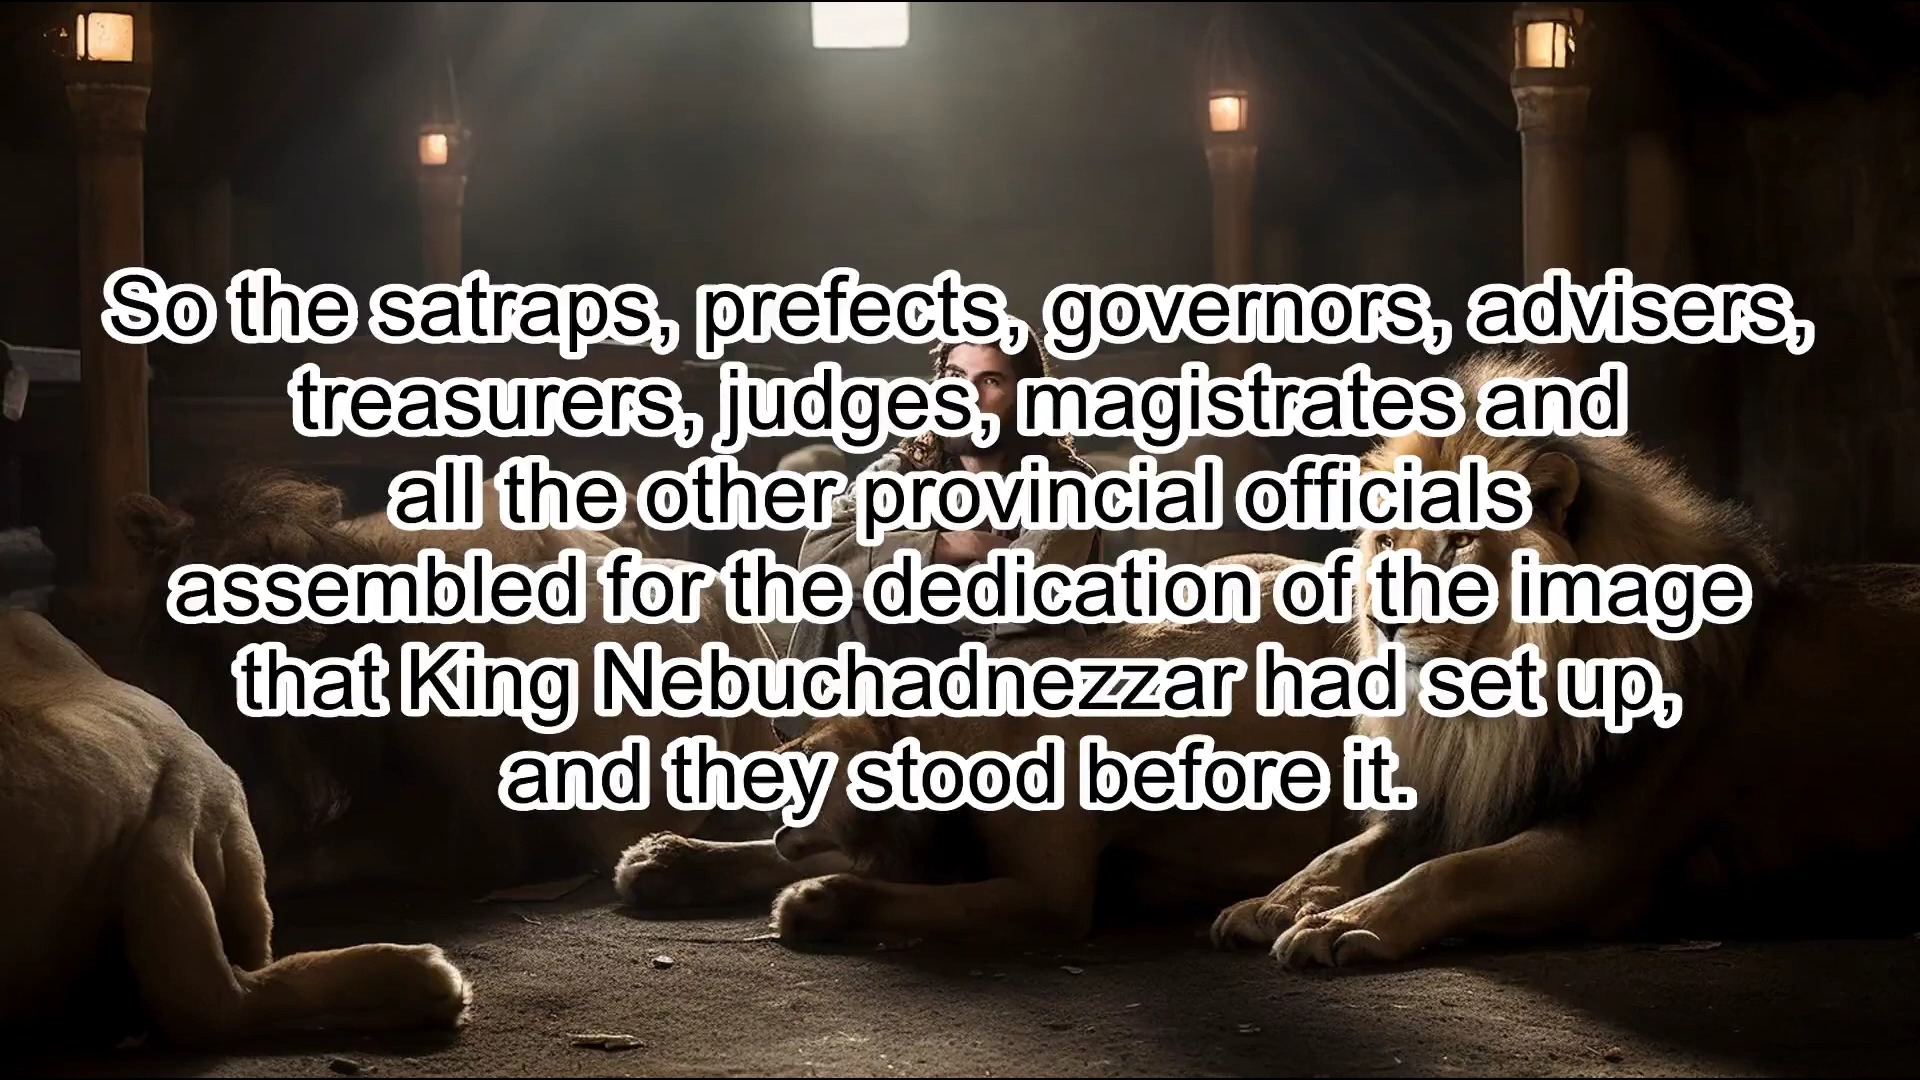 So the satraps, prefects, governors, advisers,
treasurers, judges, magistrates and
all the other provincial officials
assembled for the dedication of the image
that King Nebuchadnezzar had set up,
and they stood before it.